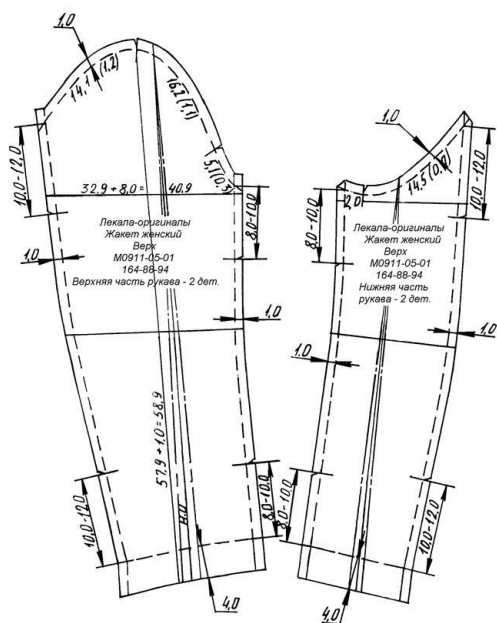 1,0
14,1 (1,2)
16,2 (1,1)
5,1 (0,3)
10,0-12,0
32,9 + 8,0 = 40,9
8,0-10,0
Лекала-оригиналы
Жакет женский
Верх
М0911-05-01
164-88-94
Верхняя часть рукава - 2 дет.
1,0
1,0
57,9 + 1,0 = 58,9
10,0-12,0
8,0-10,0
4,0
1,0
14,5 (0,0)
10,0-12,0
2,0
8,0-10,0
Лекала-оригиналы
Жакет женский
Верх
М0911-05-01
164-88-94
Нижняя часть
рукава - 2 дет.
1,0
1,0
8,0-10,0
10,0-12,0
4,0